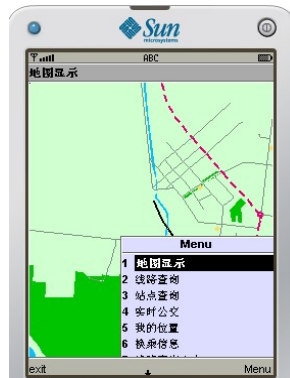 Sun
microsystems
ABC
地图显示
Menu
1 地图显示
2 线路查询
3 站点查询
4 实时公交
5 我的位置
6 换乘信息
exit
Menu